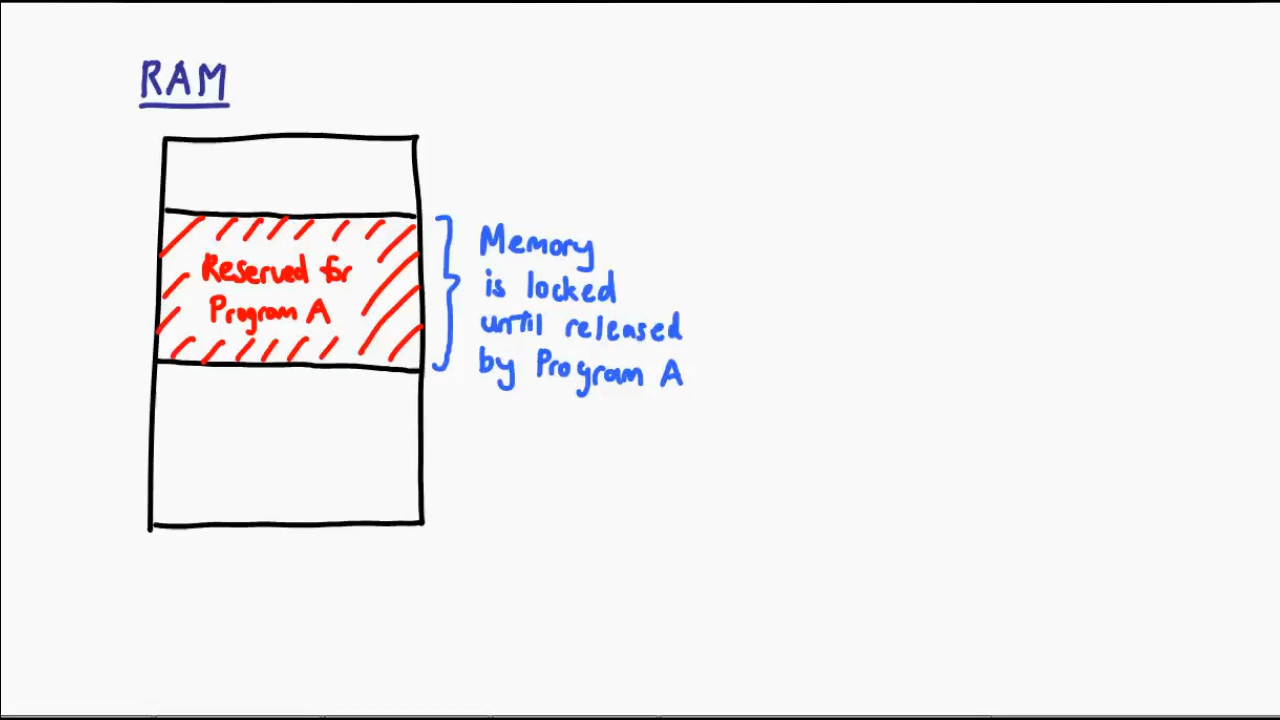 RAM
Reserved for
Program A
Memory
is locked
until released
by Program A